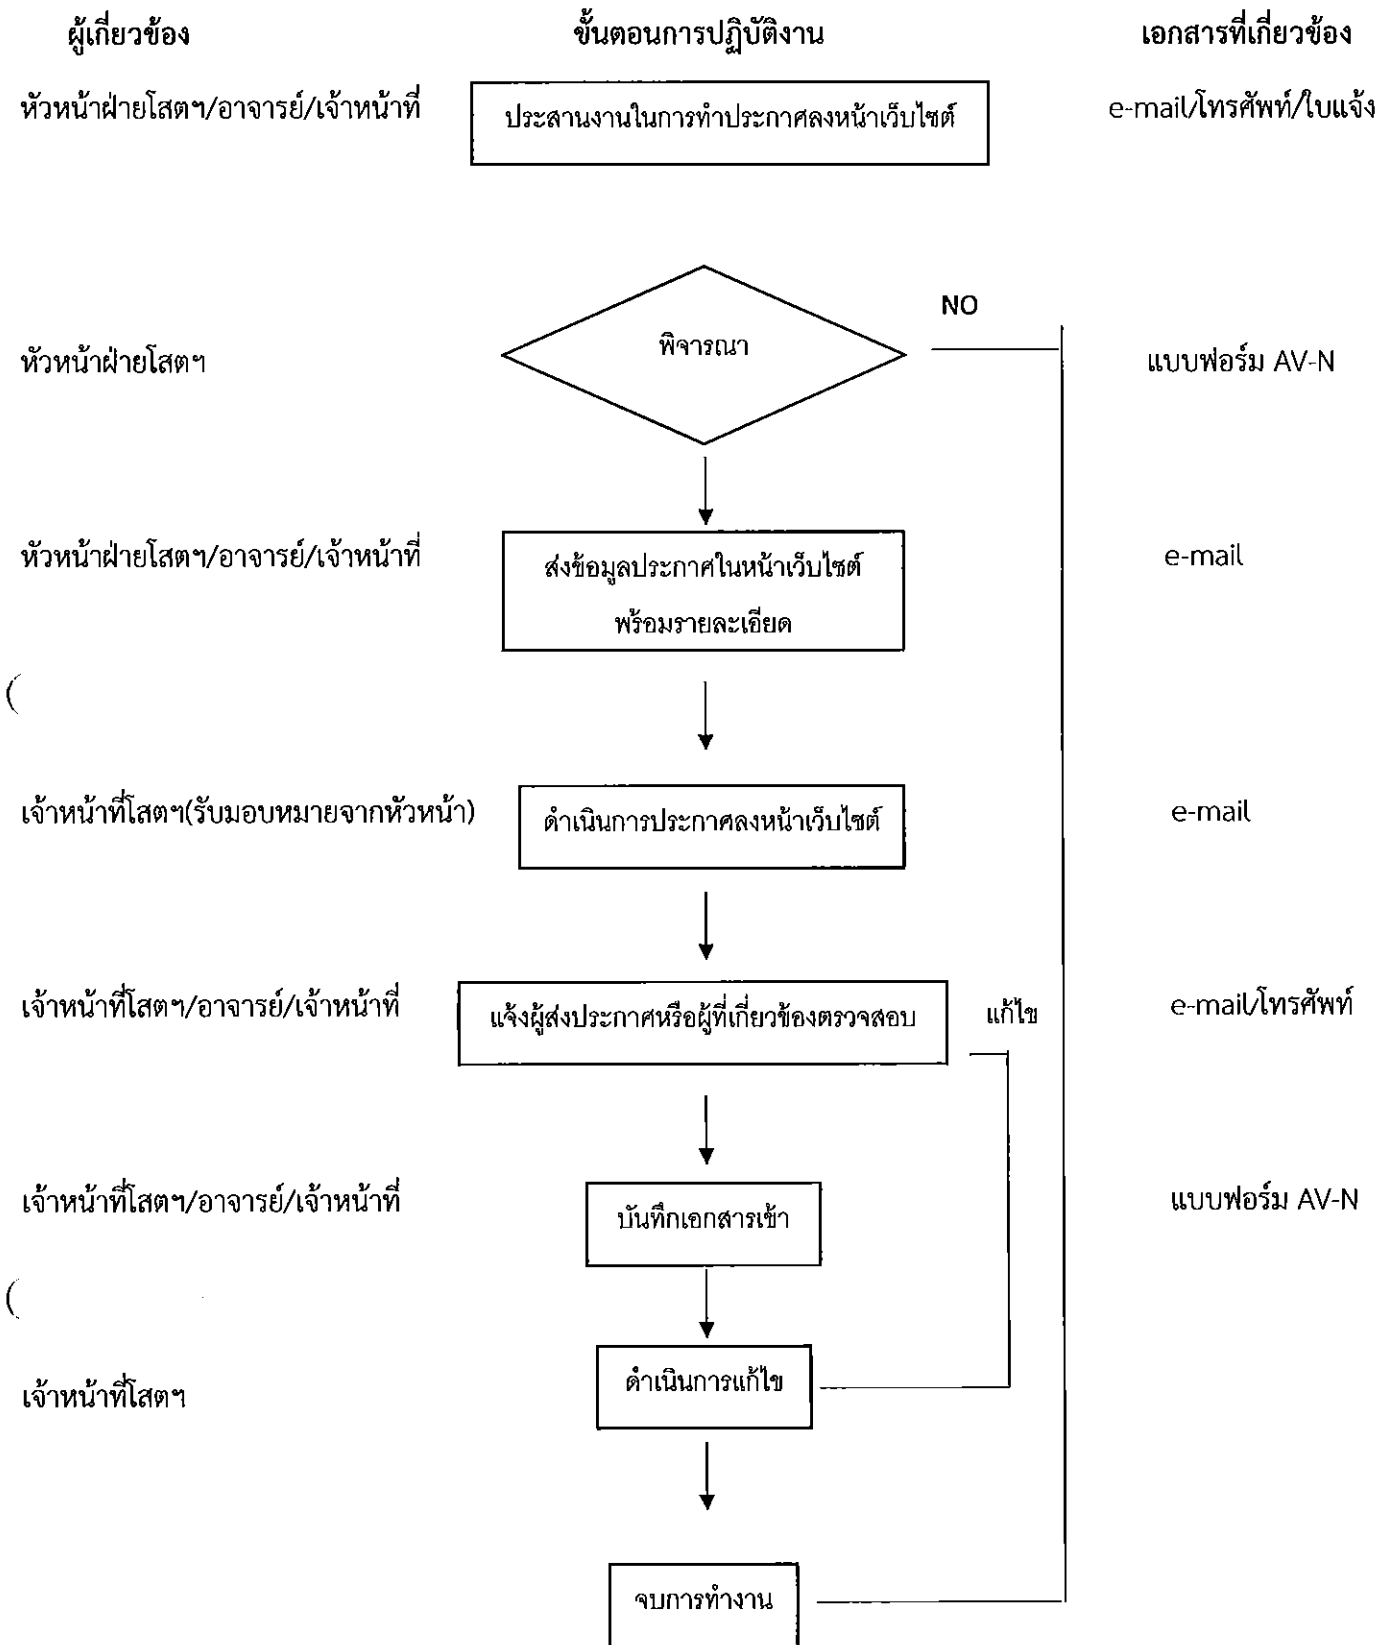 ผู้เกี่ยวข้อง ขั้นตอนการปฏิบัติงาน เอกสารที่เกี่ยวข้อง
หัวหน้าฝ่ายโสตฯ/อาจารย์/เจ้าหน้าที่ ประสานงานในการทำประกาศลงหน้าเว็บไซต์ e-mail/โทรศัพท์/ใบแจ้ง
NO
หัวหน้าฝ่ายโสตฯ พิจารณา แบบฟอร์ม AV-N
หัวหน้าฝ่ายโสตฯ/อาจารย์/เจ้าหน้าที่ ส่งข้อมูลประกาศในหน้าเว็บไซต์ e-mail
พร้อมรายละเอียด
เจ้าหน้าที่โสตฯ(รับมอบหมายจากหัวหน้า) ดำเนินการประกาศลงหน้าเว็บไซต์ e-mail
เจ้าหน้าที่โสตฯ/อาจารย์/เจ้าหน้าที่ แจ้งผู้ส่งประกาศหรือผู้ที่เกี่ยวข้องตรวจสอบ แก้ไข e-mail/โทรศัพท์
เจ้าหน้าที่โสตฯ/อาจารย์/เจ้าหน้าที่ บันทึกเอกสารเข้า แบบฟอร์ม AV-N
เจ้าหน้าที่โสตฯ ดำเนินการแก้ไข
จบการทำงาน